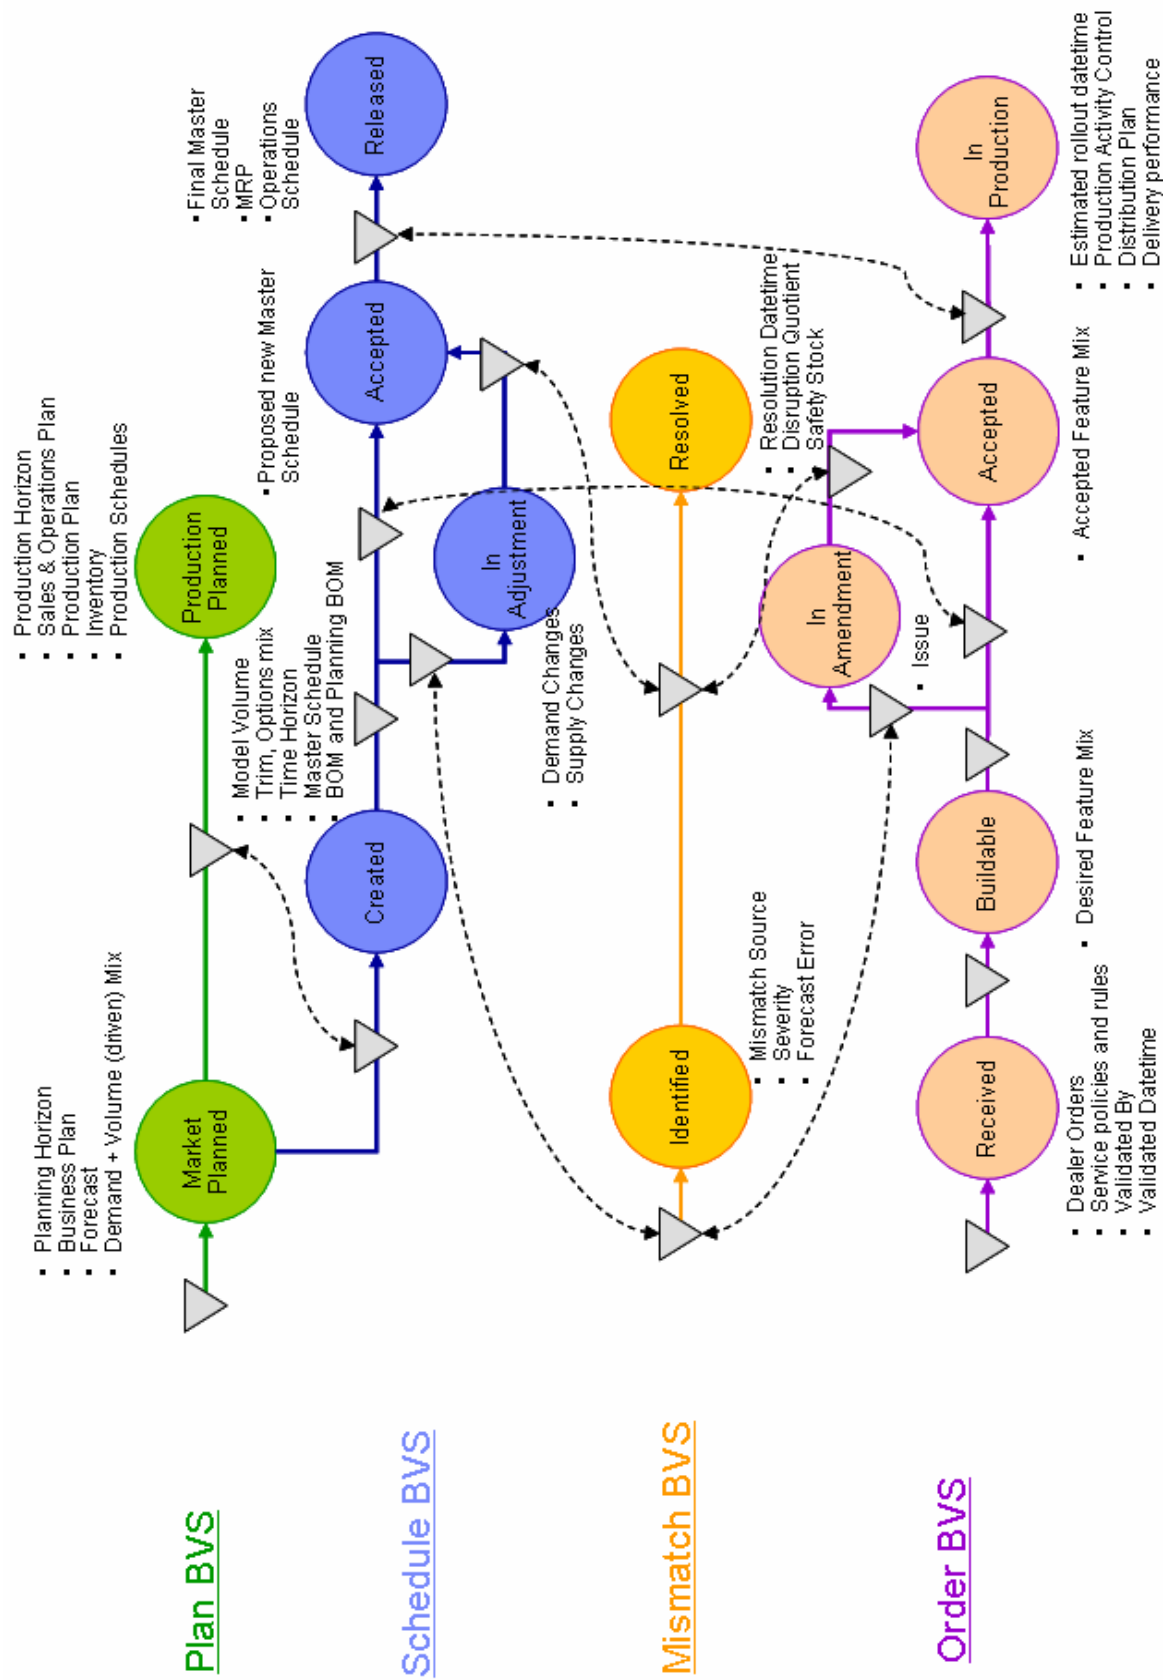 Plan BVS
▪ Planning Horizon
▪ Business Plan
▪ Forecast
▪ Demand + Volume (driven) Mix
Market
Planned
▪ Production Horizon
▪ Sales & Operations Plan
▪ Production Plan
▪ Inventory
▪ Production Schedules
Production
Planned
Schedule BVS
Created
▪ Model Volume
▪ Trim, Options mix
▪ Time Horizon
▪ Master Schedule
▪ BOM and Planning BOM
In
Adjustment
▪ Demand Changes
▪ Supply Changes
▪ Proposed new Master
Schedule
Accepted
▪ Final Master
Schedule
▪ MRP
▪ Operations
Schedule
Released
Mismatch BVS
Identified
▪ Mismatch Source
▪ Severity
▪ Forecast Error
Resolved
▪ Resolution Datetime
▪ Disruption Quotient
▪ Safety Stock
Order BVS
Received
▪ Dealer Orders
▪ Service policies and rules
▪ Validated By
▪ Validated Datetime
Buildable
▪ Desired Feature Mix
In
Amendment
▪ Issue
Accepted
▪ Accepted Feature Mix
In
Production
▪ Estimated rollout datetime
▪ Production Activity Control
▪ Distribution Plan
▪ Delivery performance